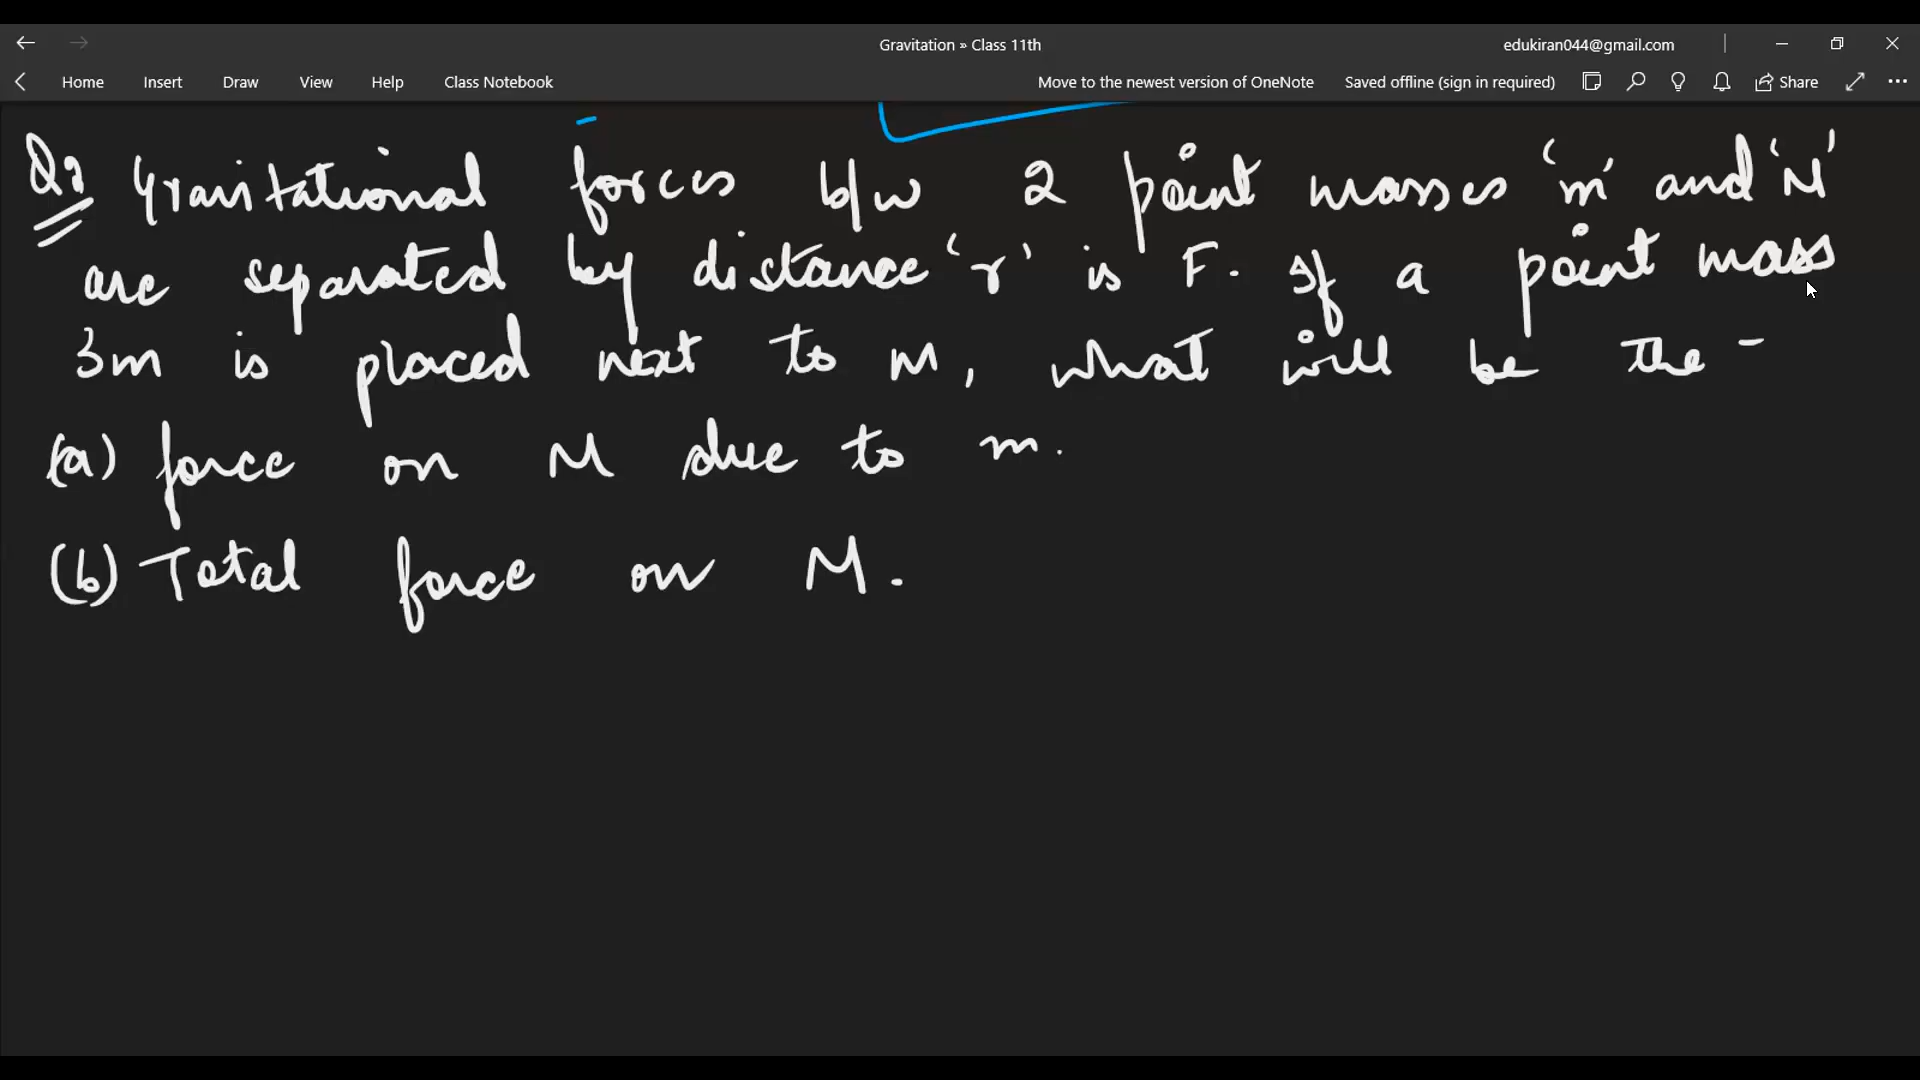 Gravitation » Class 11th
edukiran044@gmail.com
Home Insert Draw View Help Class Notebook
Move to the newest version of OneNote Saved offline (sign in required) Share
Q2 Gravitational forces b/w 2 point masses 'm' and 'M'
are separated by distance 'r' is F. If a point mass
3m is placed next to M, what will be the -
(a) force on M due to m.
(b) Total force on M.